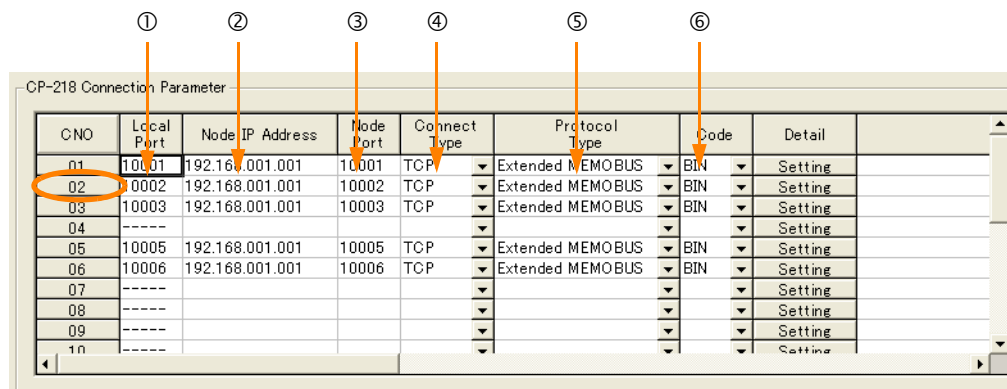 ① ② ③ ④ ⑤ ⑥
CP-218 Connection Parameter
CNO Local Port Node IP Address Node Port Connect Type Protocol Type Code Detail
01 10001 192.168.001.001 10001 TCP Extended MEMOBUS BIN Setting
02 10002 192.168.001.001 10002 TCP Extended MEMOBUS BIN Setting
03 10003 192.168.001.001 10003 TCP Extended MEMOBUS BIN Setting
04 ----- Setting
05 10005 192.168.001.001 10005 TCP Extended MEMOBUS BIN Setting
06 10006 192.168.001.001 10006 TCP Extended MEMOBUS BIN Setting
07 ----- Setting
08 ----- Setting
09 ----- Setting
10 ----- Setting